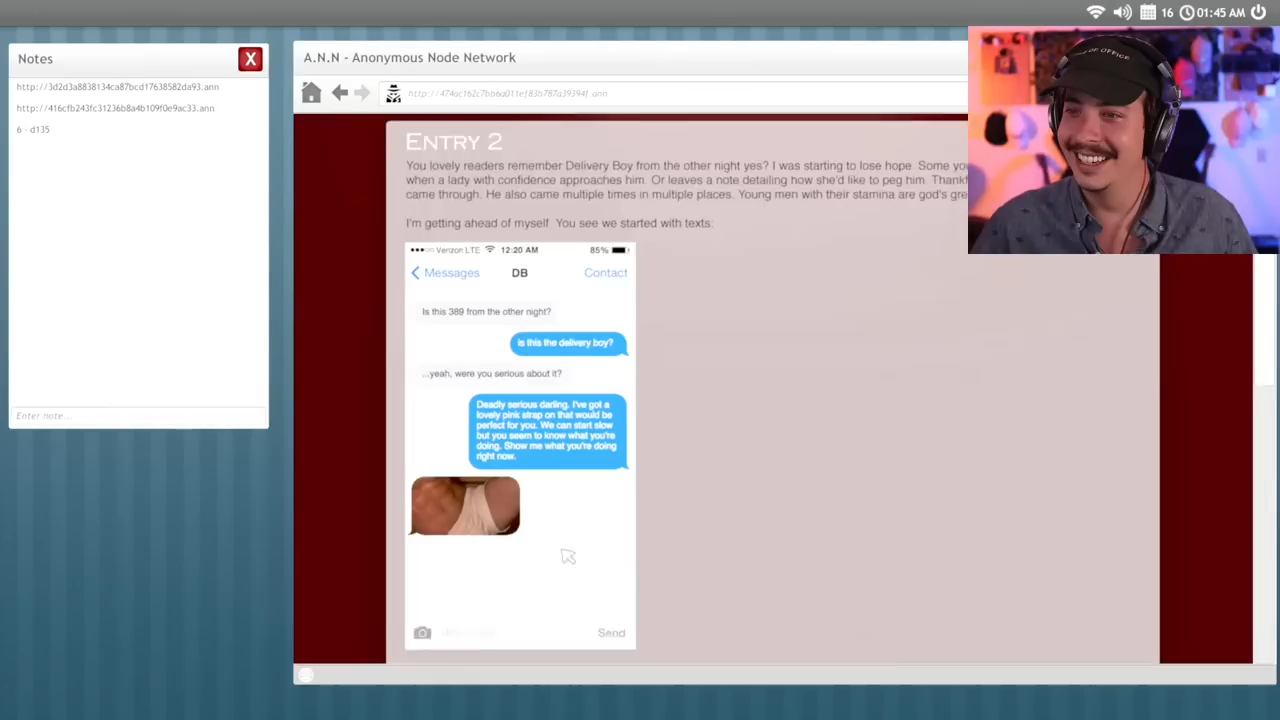 16 01:45 AM
Notes
X
http://3d2d3a8838134ca87bcd17638582da93.ann
http://416cfb243fc31236b8a4b109f0e9ac33.ann
6 - d135
Enter note...
A.N.N - Anonymous Node Network
http://474ac162c7bb6a011ef83b787a39394f.ann
OF OFFICE
ENTRY 2
You lovely readers remember Delivery Boy from the other night yes? I was starting to lose hope. Some
when a lady with confidence approaches him. Or leaves a note detailing how she'd like to peg him.
came through. He also came multiple times in multiple places. Young men with their stamina are god's
I'm getting ahead of myself You see we started with texts:
Verizon LTE 12:20 AM 85%
Messages DB Contact
Is this 389 from the other night?
Is this the delivery boy?
...yeah, were you serious about it?
Deadly serious darling. I've got a
lovely pink strap on that would be
perfect for you. We can start slow
but you seem to know what you're
doing. Show me what you're doing
right now.
Send